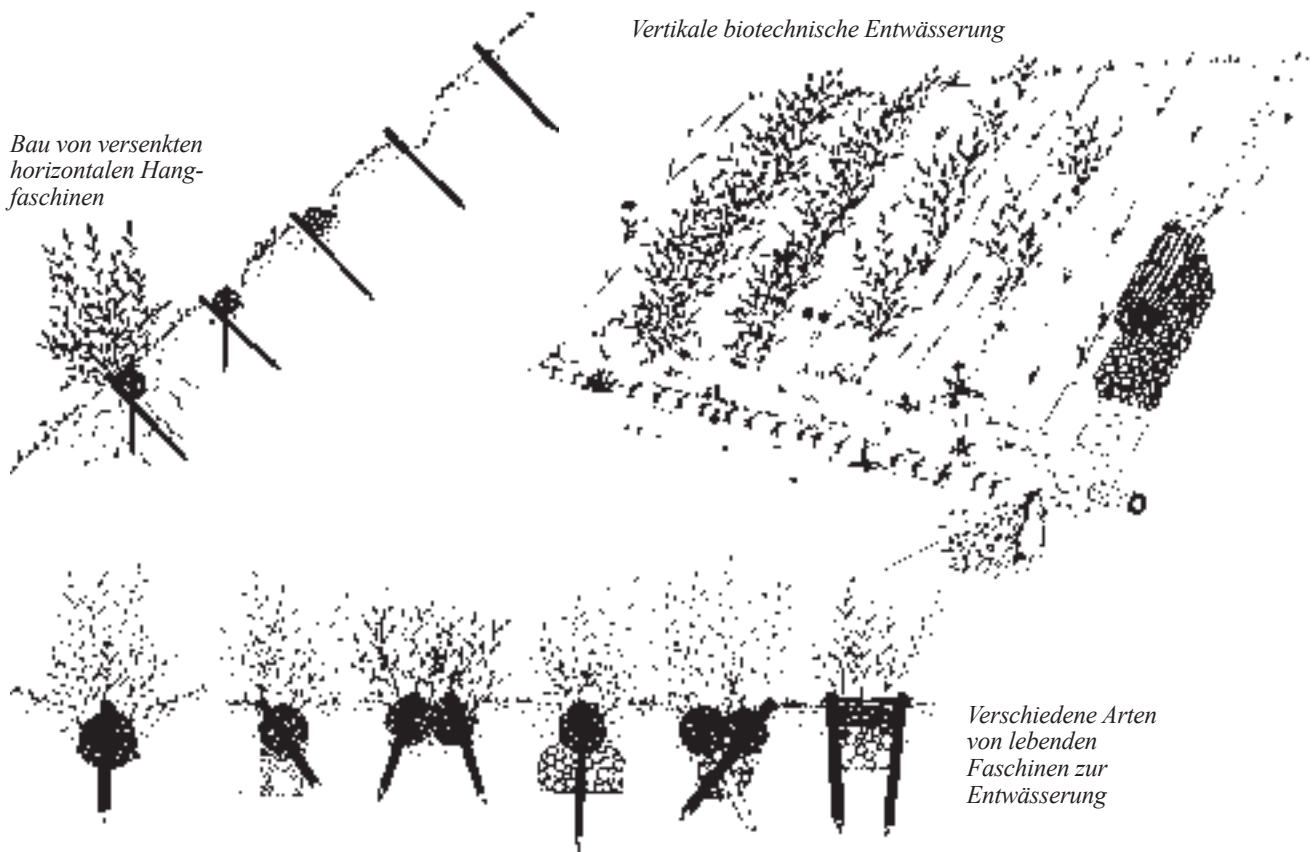 Vertikale biotechnische Entwässerung
Bau von versenkten
horizontalen Hang-
faschinen
Verschiedene Arten
von lebenden
Faschinen zur
Entwässerung